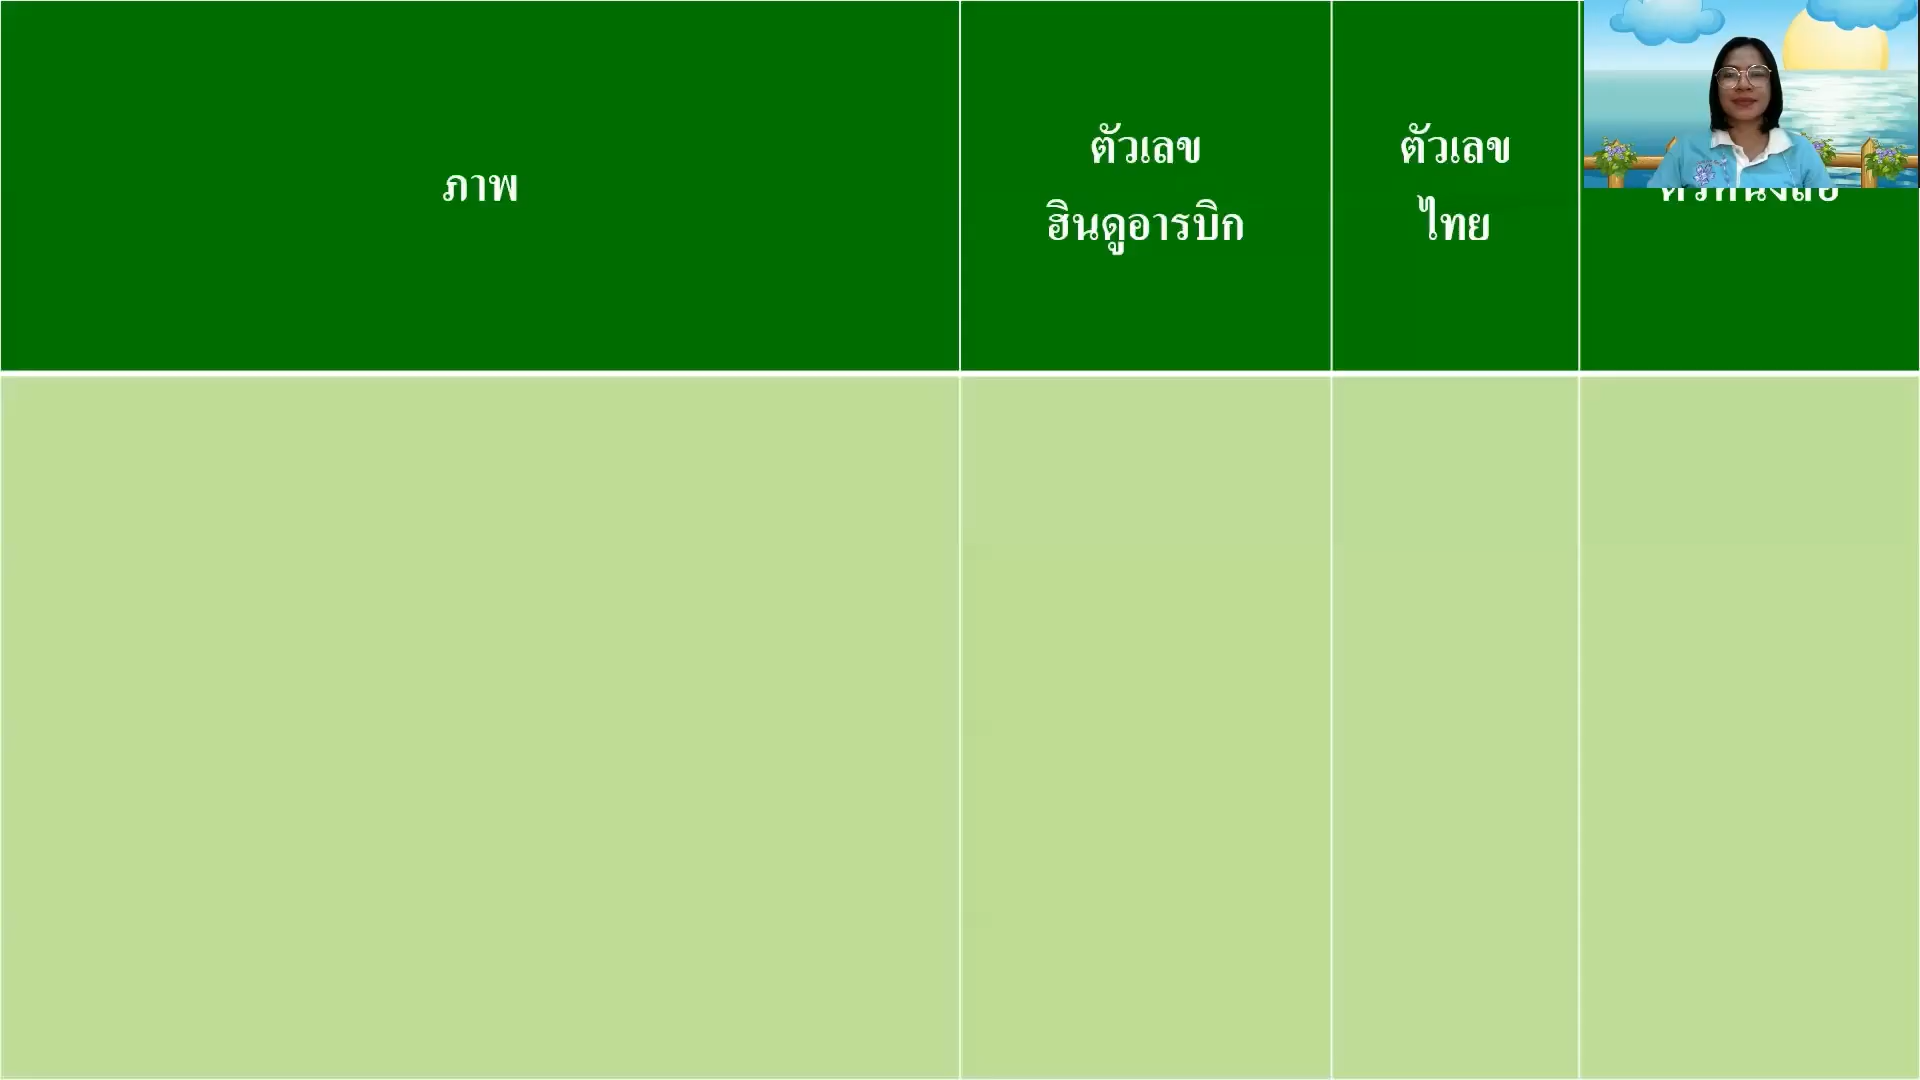 ภาพ
ตัวเลข
ฮินดูอารบิก
ตัวเลข
ไทย